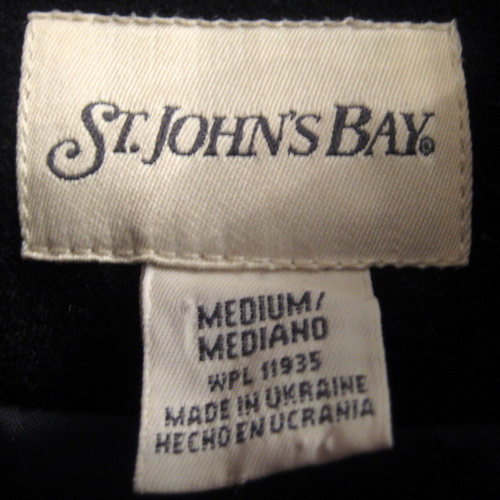 ST. JOHN'S BAY®
MEDIUM/
MEDIANO
WPL 11935
MADE IN UKRAINE
HECHO EN UCRANIA